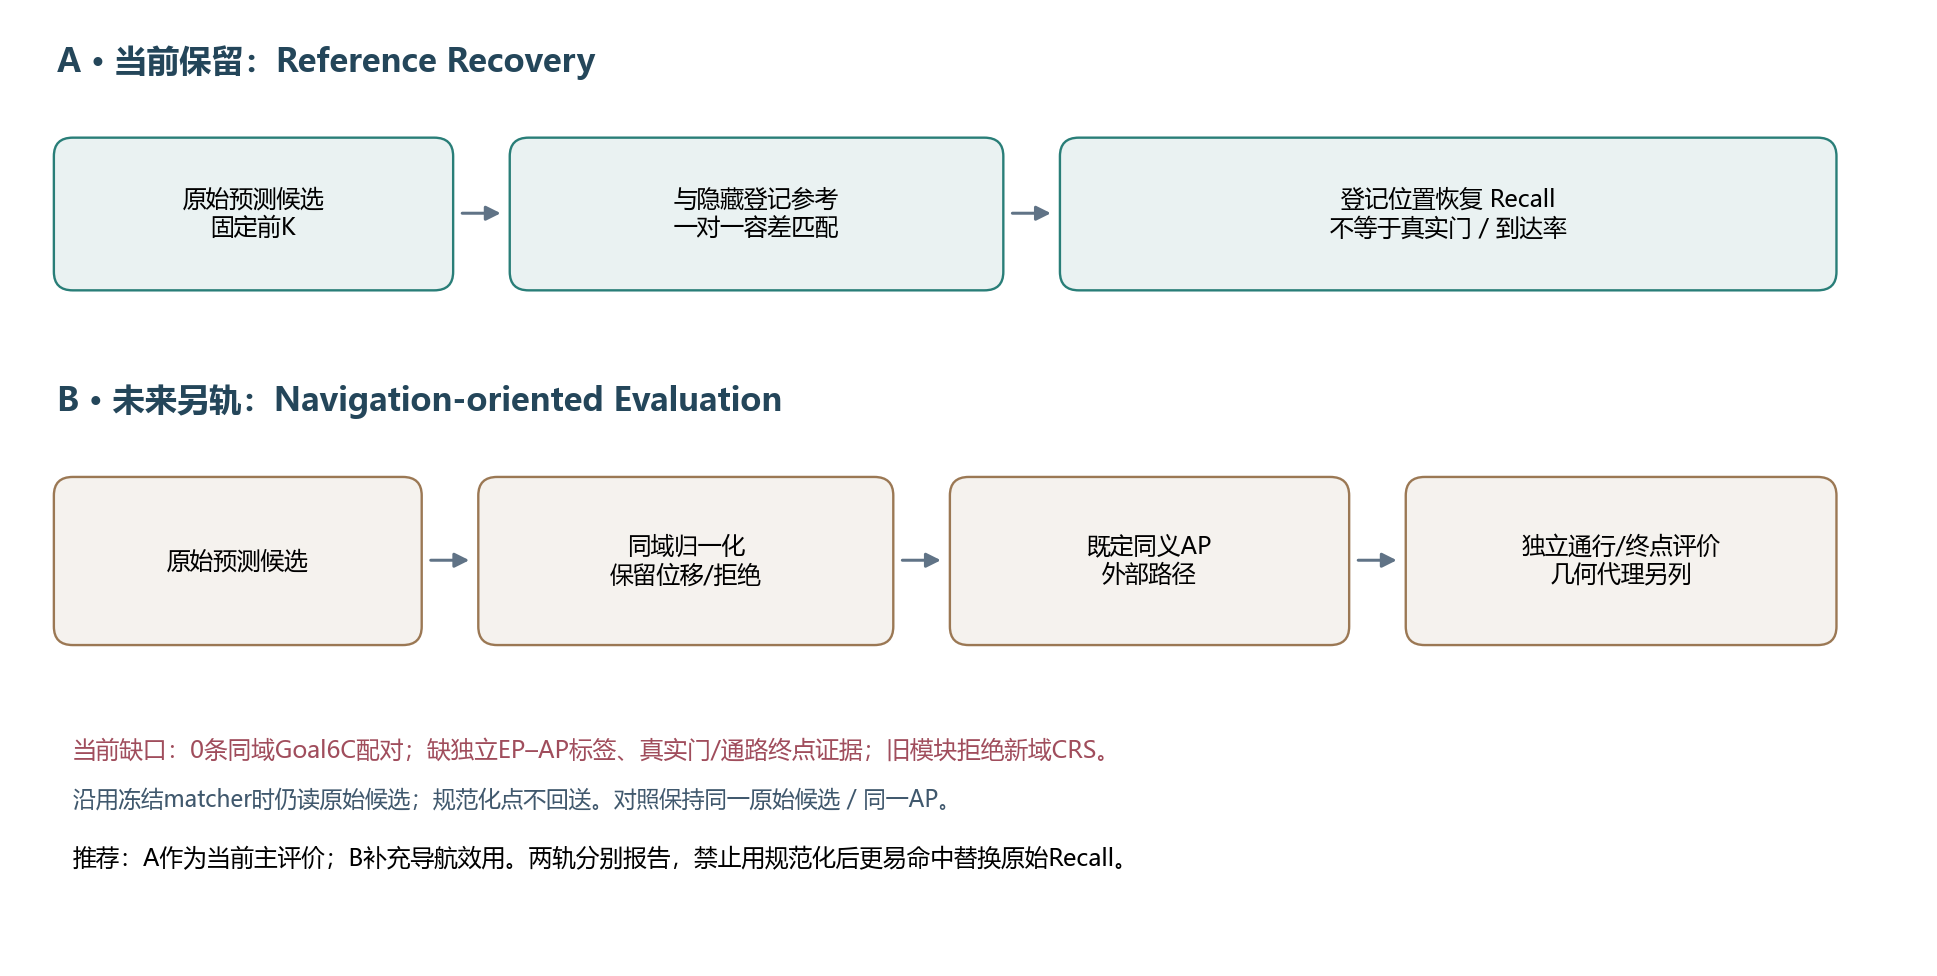 A • 当前保留：Reference Recovery
原始预测候选
固定前K
与隐藏登记参考
一对一容差匹配
登记位置恢复 Recall
不等于真实门 / 到达率
B • 未来另轨：Navigation-oriented Evaluation
原始预测候选
同域归一化
保留位移/拒绝
既定同义AP
外部路径
独立通行/终点评价
几何代理另列
当前缺口：0条同域Goal6C配对；缺独立EP–AP标签、真实门/通路终点证据；旧模块拒绝新域CRS。
沿用冻结matcher时仍读原始候选；规范化点不回送。对照保持同一原始候选 / 同一AP。
推荐：A作为当前主评价；B补充导航效用。两轨分别报告，禁止用规范化后更易命中替换原始Recall。